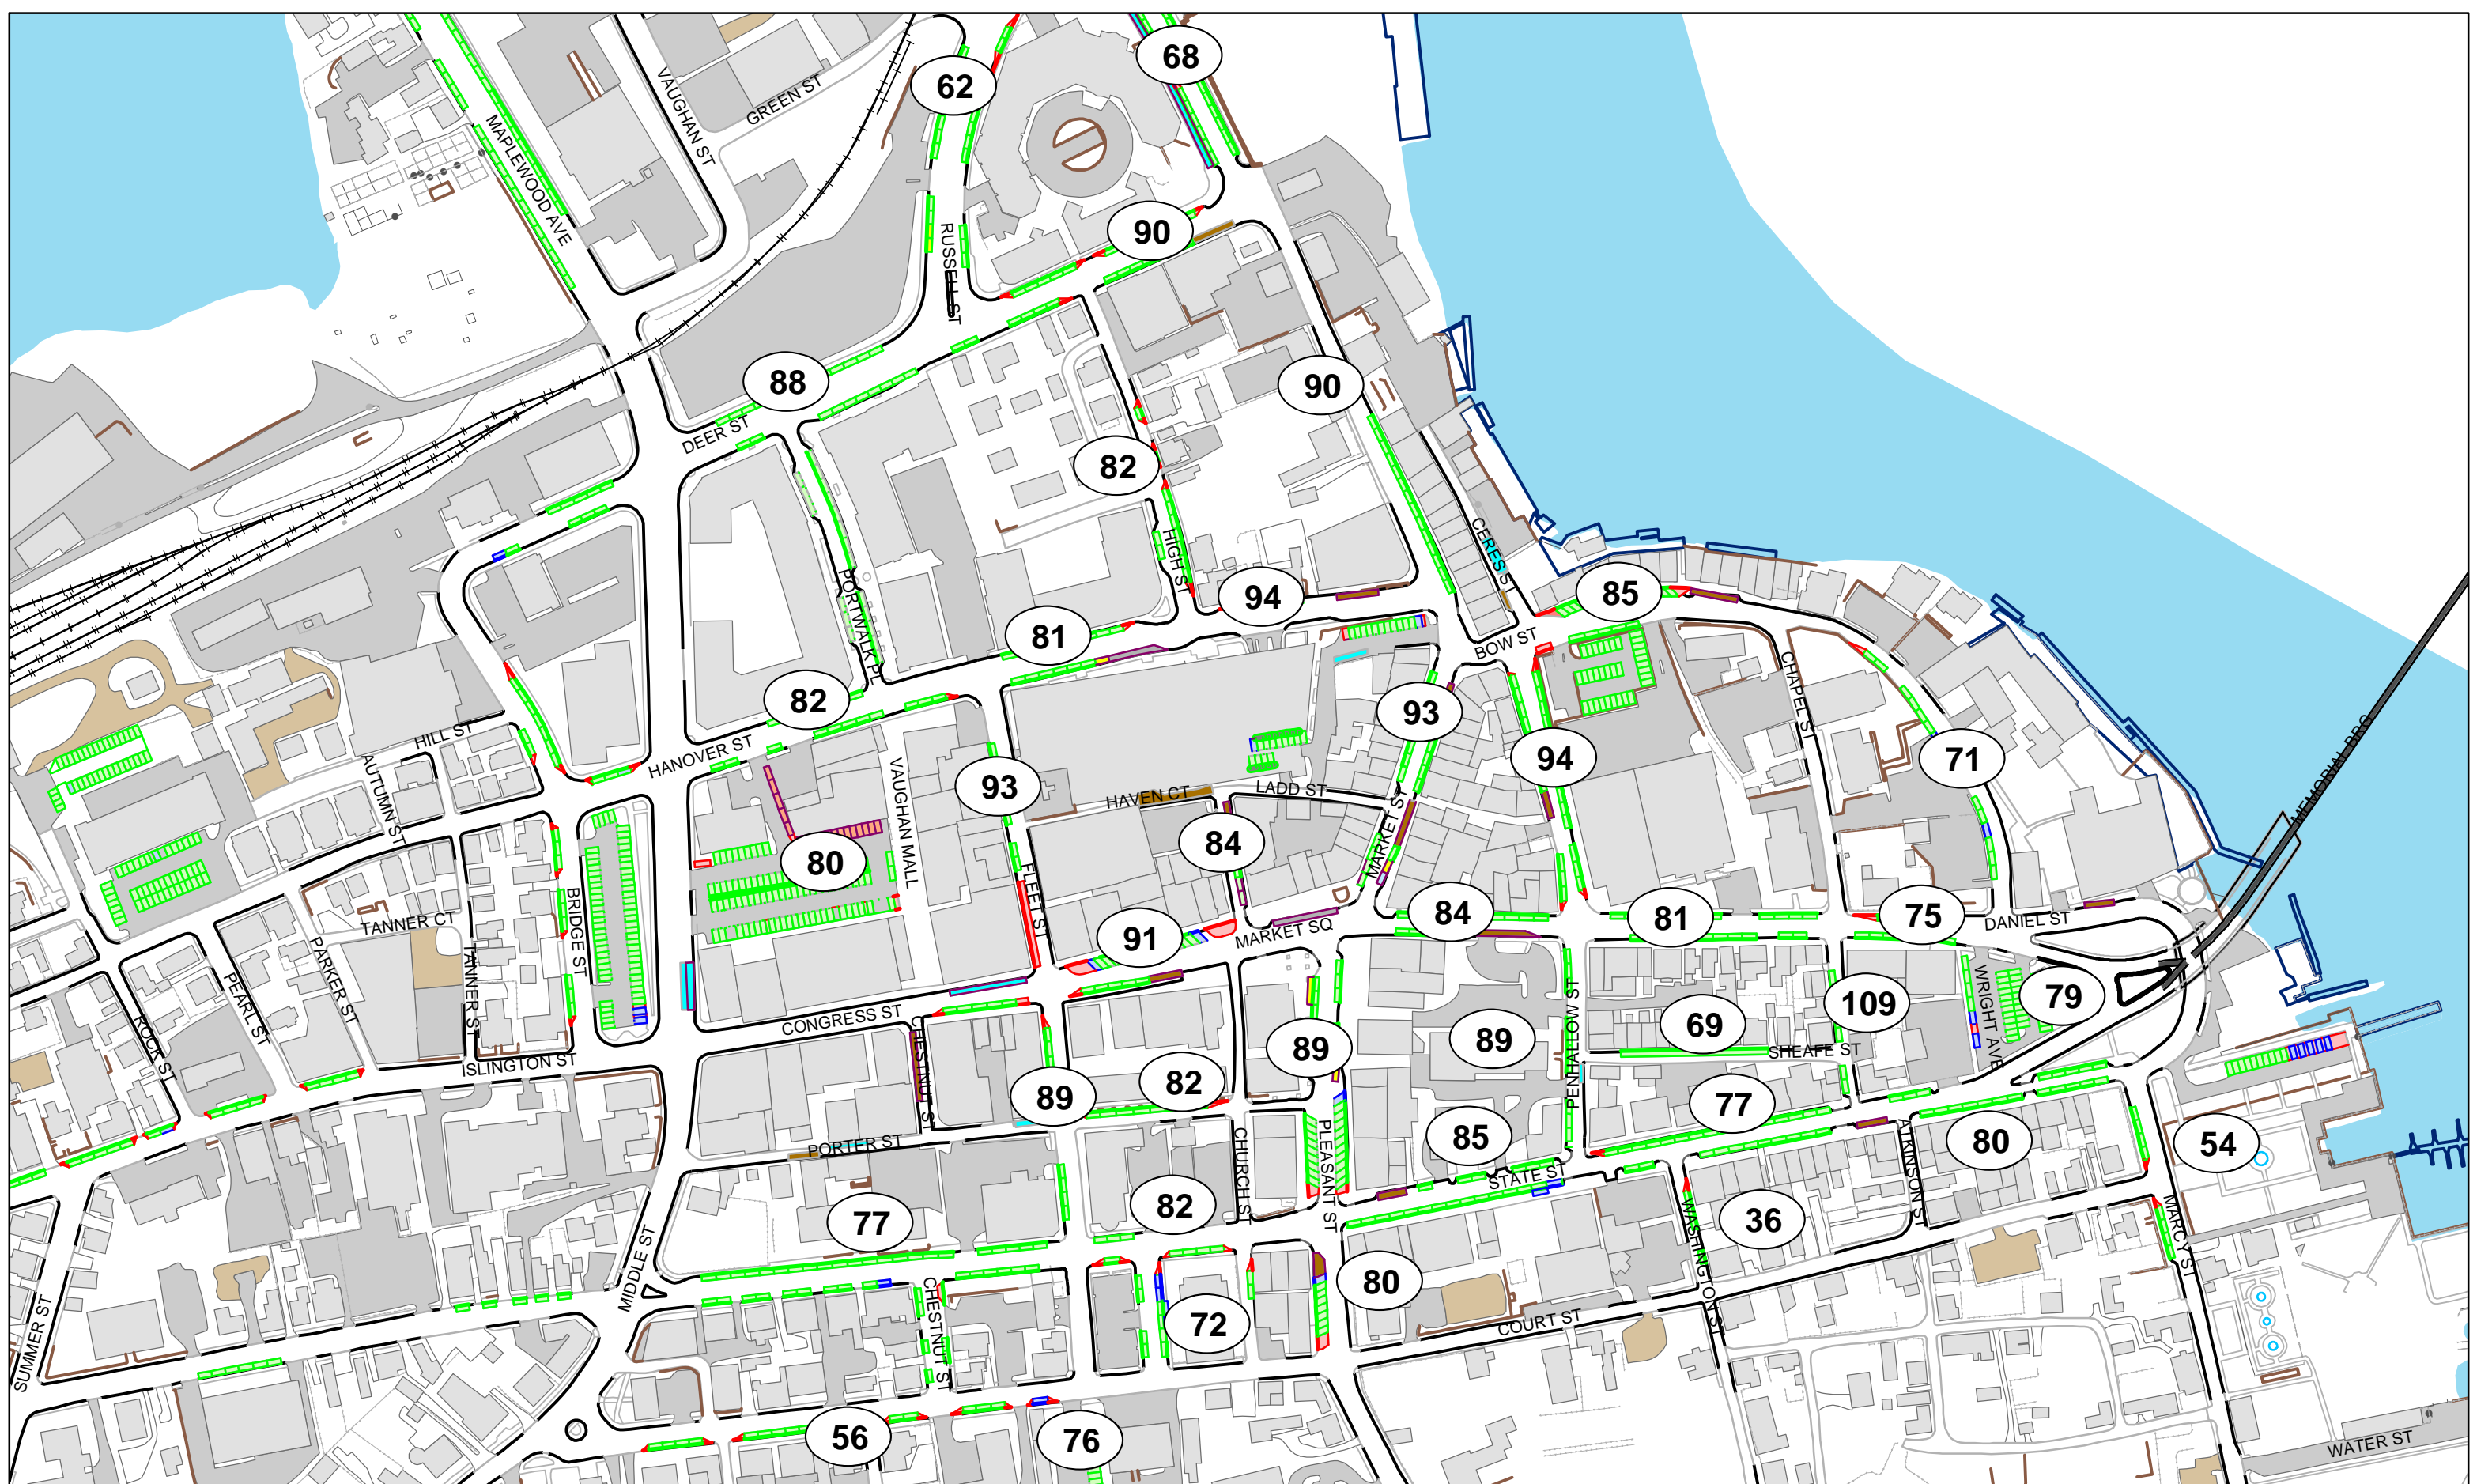 68
62
VAUGHAN ST
GREEN ST
MAPLEWOOD AVE
90
RUSSELL ST
88
90
DEER ST
82
CERES ST
HIGH ST
PORTWALK PL
94
85
81
BOW ST
CHAPEL ST
82
93
HILL ST
HANOVER ST
94
71
MEMORIAL BRG
AUTUMN ST
VAUGHAN MALL
93
HAVEN CT
LADD ST
MARKET ST
84
80
FLEET ST
BRIDGE ST
TANNER CT
84
81
75
DANIEL ST
91
MARKET SQ
PARKER ST
TANNER ST
PEARL ST
ROCK ST
PENHALLOW ST
WRIGHT AVE
79
109
69
CONGRESS ST
CHESTNUT ST
89
89
SHEAFE ST
ISLINGTON ST
82
89
77
PORTER ST
CHURCH ST
PLEASANT ST
85
ATKINSON ST
80
54
STATE ST
82
77
36
WASHINGTON ST
MARCY ST
MIDDLE ST
80
SUMMER ST
CHESTNUT ST
72
COURT ST
56
76
WATER ST